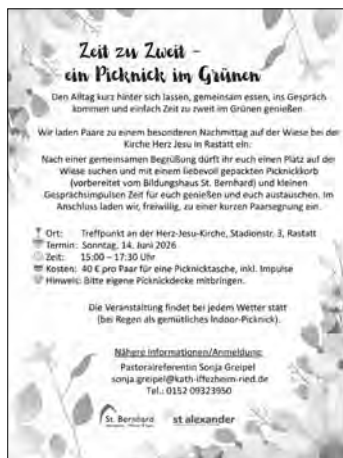 Zeit zu Zweit –
ein Picknick im Grünen
Den Alltag kurz hinter sich lassen, gemeinsam essen, ins Gespräch
kommen und einfach Zeit zu zweit im Grünen genießen.
Wir laden Paare zu einem besonderen Nachmittag auf der Wiese bei der
Kirche Herz Jesu in Rastatt ein.
Nach einer gemeinsamen Begrüßung dürft ihr euch einen Platz auf der
Wiese suchen und mit einem liebevoll gepackten Picknickkorb
(vorbereitet vom Bildungshaus St. Bernhard) und kleinen
Gesprächsimpulsen Zeit für euch genießen und euch austauschen. Im
Anschluss laden wir, freiwillig, zu einer kurzen Paarsegnung ein.
Ort: Treffpunkt an der Herz-Jesu-Kirche, Stadionstr. 3, Rastatt
Termin: Sonntag, 14. Juni 2026
Zeit: 15:00 – 17:30 Uhr
Kosten: 40 € pro Paar für eine Picknicktasche, inkl. Impulse
Hinweis: Bitte eigene Picknickdecke mitbringen.
Die Veranstaltung findet bei jedem Wetter statt
(bei Regen als gemütliches Indoor-Picknick).
Nähere Informationen/Anmeldung:
Pastoralreferentin Sonja Greipel
sonja.greipel@kath-iffezheim-ried.de
Tel.: 0152 09323950
St. Bernhard
st alexander